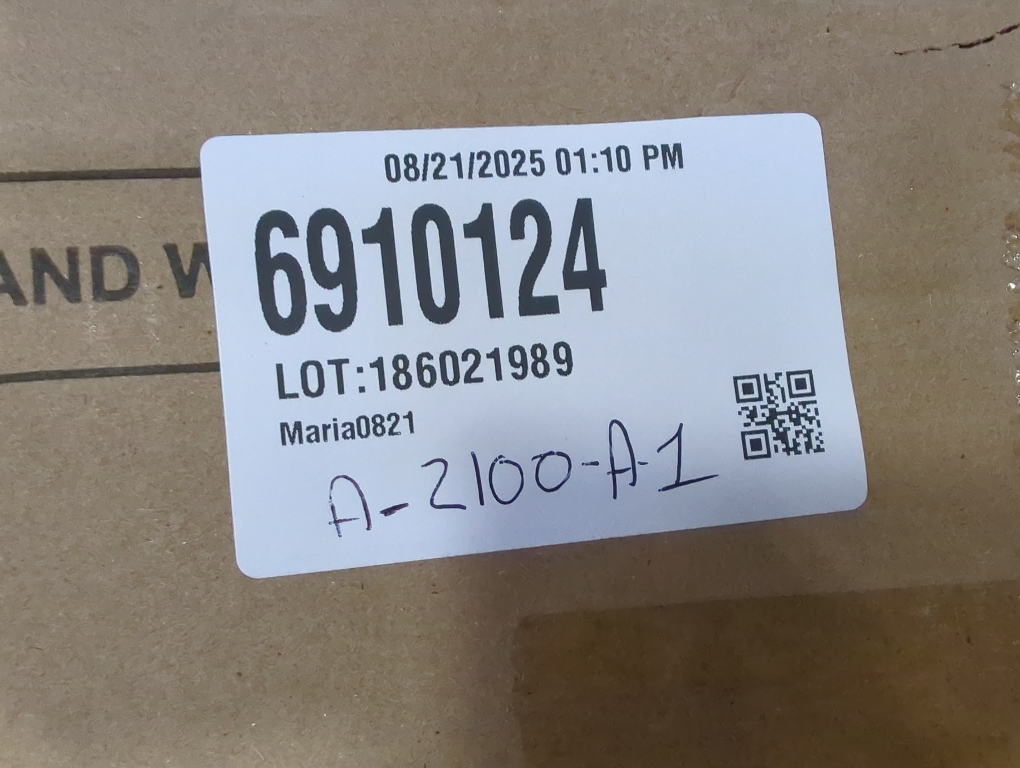 08/21/2025 01:10 PM
6910124
AND W
LOT:186021989
Maria0821
A-2100-A-1